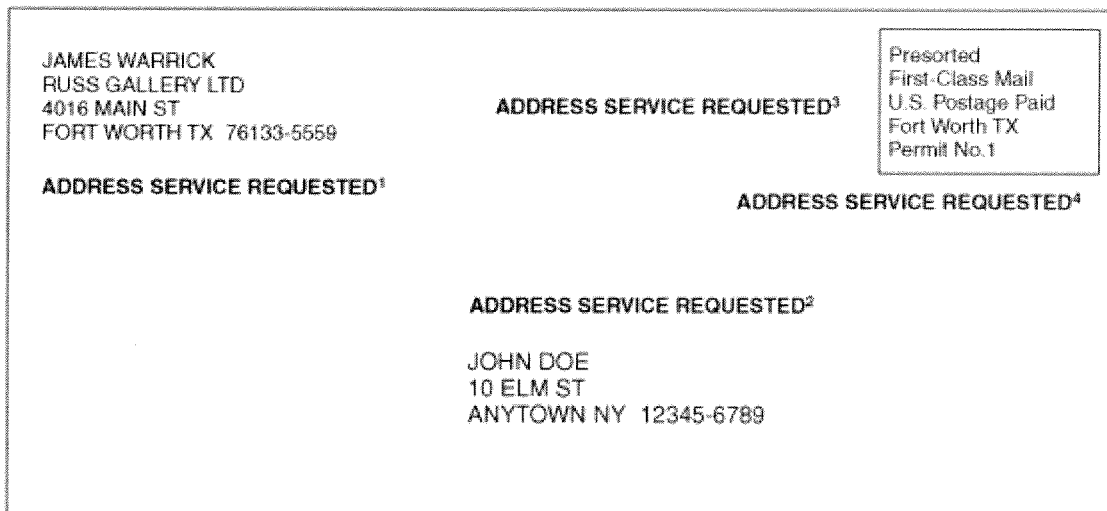 JAMES WARRICK
RUSS GALLERY LTD
4016 MAIN ST
FORT WORTH TX 76133-5559
ADDRESS SERVICE REQUESTED¹
ADDRESS SERVICE REQUESTED³
Presorted
First-Class Mail
U.S. Postage Paid
Fort Worth TX
Permit No.1
ADDRESS SERVICE REQUESTED⁴
ADDRESS SERVICE REQUESTED²
JOHN DOE
10 ELM ST
ANYTOWN NY 12345-6789